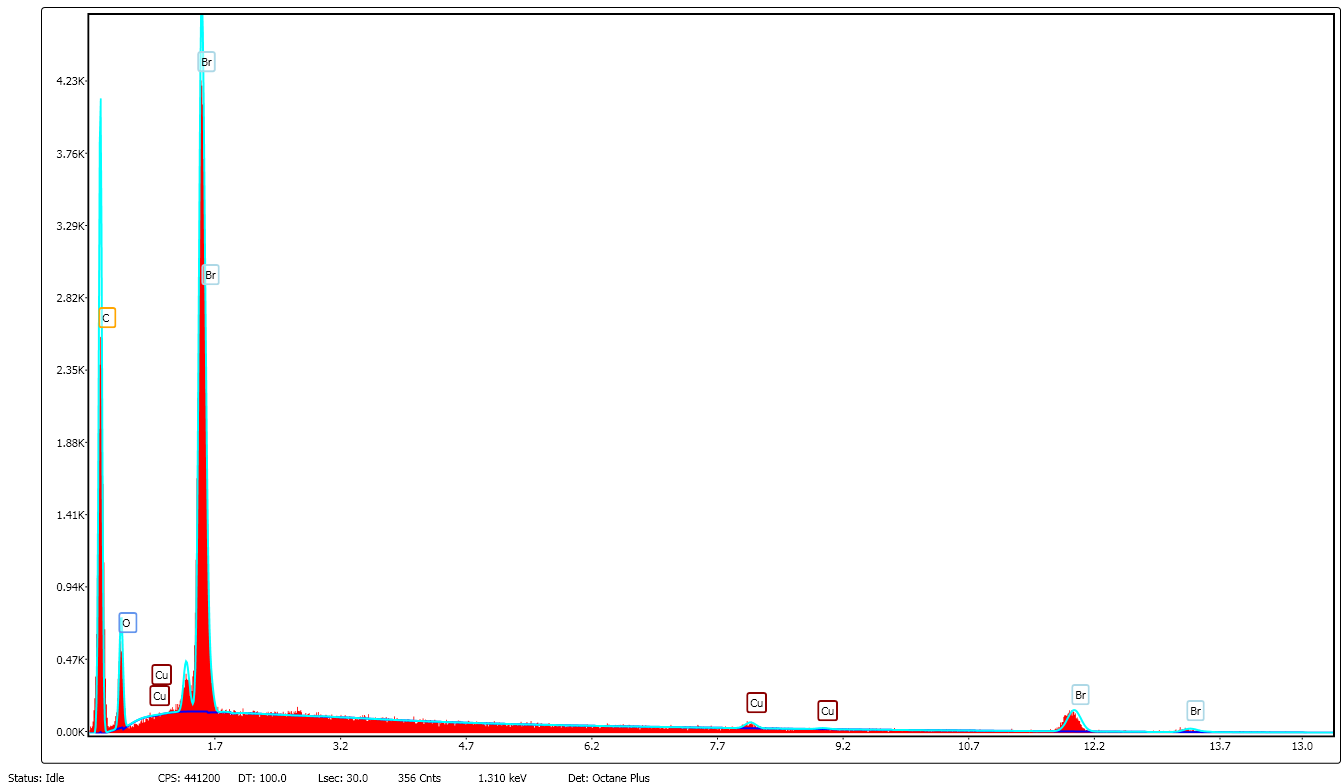 Br
4.23K
3.76K
3.29K
Br
2.82K
C
2.35K
1.88K
1.41K
0.94K
O
0.47K
Cu
Cu
Cu
Cu
Br
Br
0.00K
1.7 3.2 4.7 6.2 7.7 9.2 10.7 12.2 13.7 13.0
Status: Idle CPS: 441200 DT: 100.0 Lsec: 30.0 356 Cnts 1.310 keV Det: Octane Plus